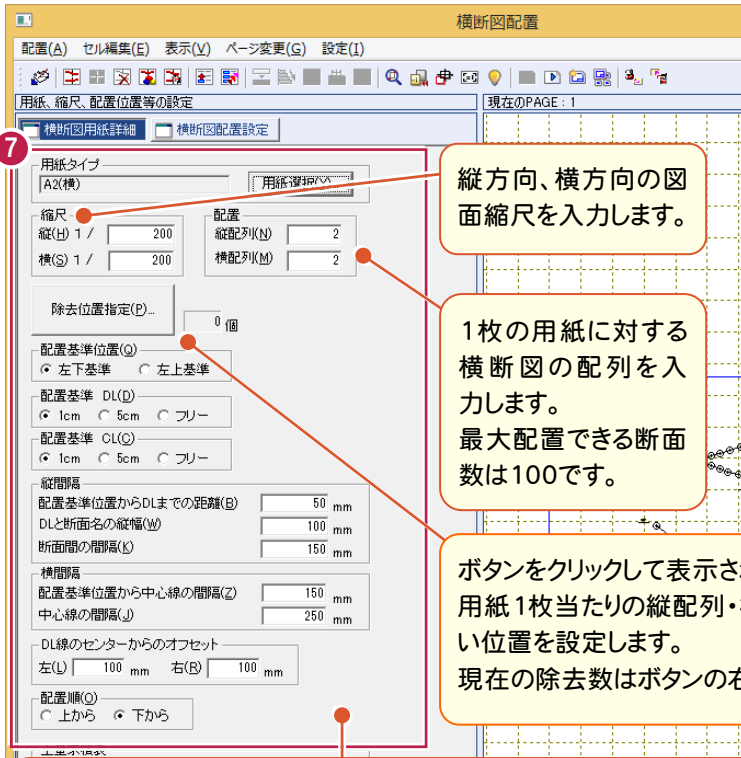 横断図配置
配置(A) セル編集(E) 表示(V) ページ変更(G) 設定(I)
用紙、縮尺、配置位置等の設定
現在のPAGE : 1
横断図用紙詳細 横断図配置設定
7
用紙タイプ
A2(横) 用紙選択(Y)...
縮尺
縦(H) 1 / 200
横(S) 1 / 200
配置
縦配列(N) 2
横配列(M) 2
除去位置指定(P)...
0 個
配置基準位置(Q)
左下基準 左上基準
配置基準 DL(D)
1cm 5cm フリー
配置基準 CL(C)
1cm 5cm フリー
縦間隔
配置基準位置からDLまでの距離(B) 50 mm
DLと断面名の縦幅(W) 100 mm
断面間の間隔(K) 150 mm
横間隔
配置基準位置から中心線の間隔(Z) 150 mm
中心線の間隔(J) 250 mm
DL線のセンターからのオフセット
左(L) 100 mm 右(R) 100 mm
配置順(O)
上から 下から
縦方向、横方向の図
面縮尺を入力します。
1枚の用紙に対する
横断図の配列を入
力します。
最大配置できる断面
数は100です。
ボタンをクリックして表示さ
用紙1枚当たりの縦配列・
い位置を設定します。
現在の除去数はボタンの右